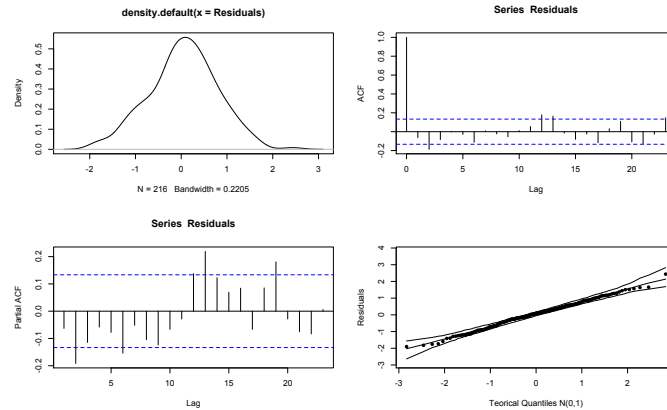 density.default(x = Residuals)
Density
0.0 0.1 0.2 0.3 0.4 0.5
-2 -1 0 1 2 3
N = 216 Bandwidth = 0.2205
Series Residuals
ACF
-0.2 0.2 0.4 0.6 0.8 1.0
0 5 10 15 20
Lag
Series Residuals
Partial ACF
-0.2 -0.1 0.0 0.1 0.2
5 10 15 20
Lag
Residuals
-3 -2 -1 0 1 2 3 4
-3 -2 -1 0 1 2
Teorical Quantiles N(0,1)